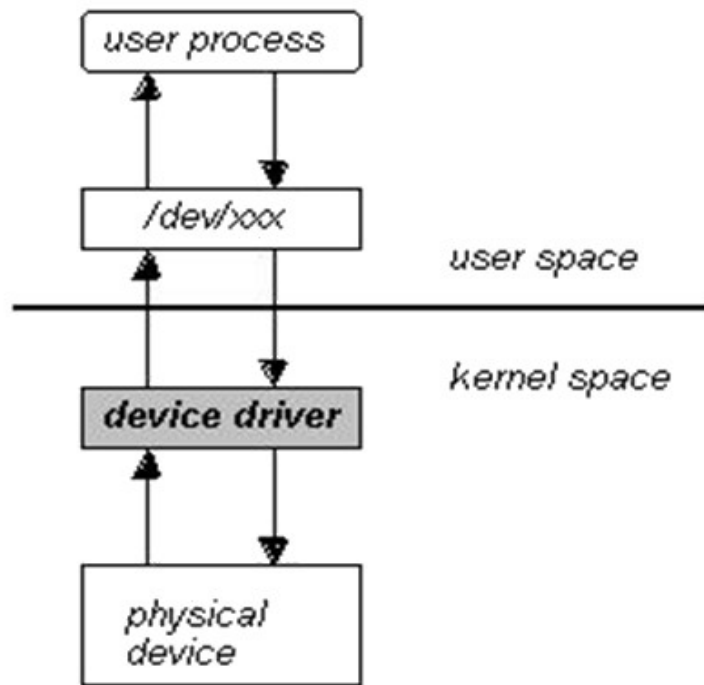 user process
/dev/xxx
user space
kernel space
device driver
physical
device